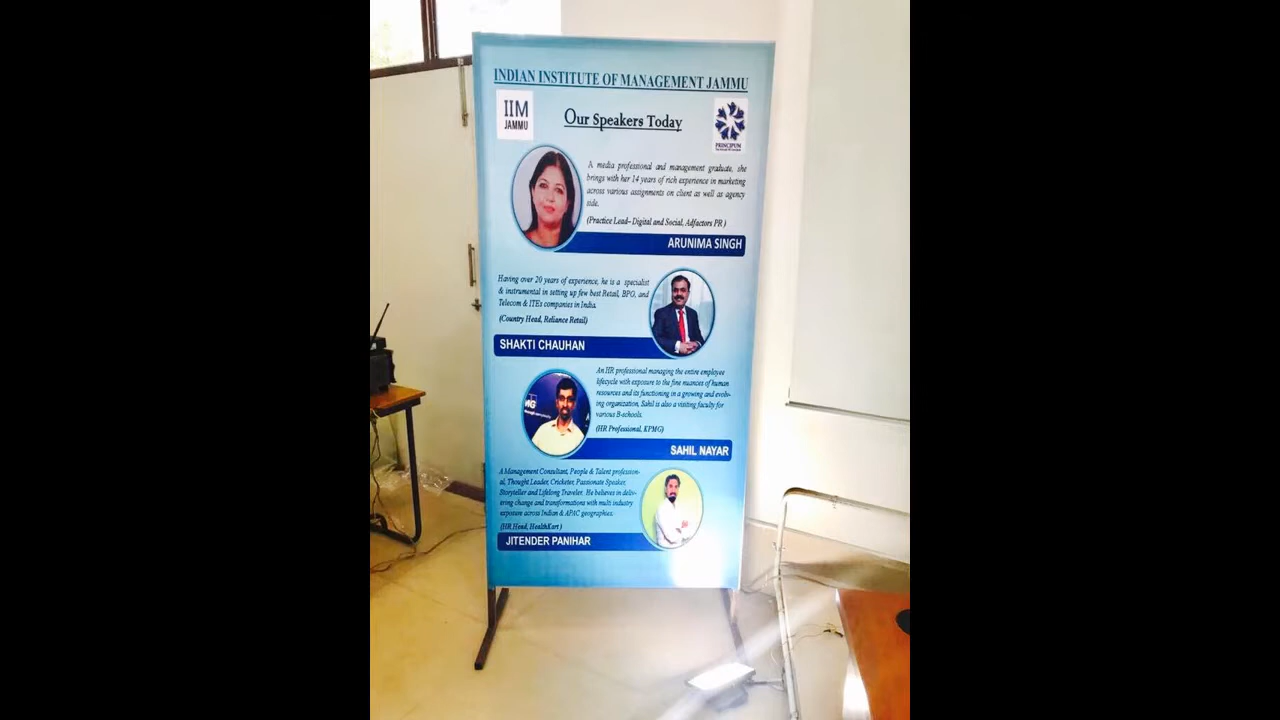 INDIAN INSTITUTE OF MANAGEMENT JAMMU
IIM
JAMMU
Our Speakers Today
PRINCIPIUM
A media professional and management graduate, she
brings with her 14 years of rich experience in marketing
across various assignments on client as well as agency
side.
(Practice Lead- Digital and Social, Adfactors PR )
ARUNIMA SINGH
Having over 20 years of experience, he is a specialist
& instrumental in setting up few best Retail, BPO, and
Telecom & ITEs companies in India.
(Country Head, Reliance Retail)
SHAKTI CHAUHAN
An HR professional managing the entire employee
lifecycle with exposure to the fine nuances of human
resources and its functioning in a growing and evolv-
ing organization, Sahil is also a visiting faculty for
various B-schools.
(HR Professional, KPMG)
MG
SAHIL NAYAR
A Management Consultant, People & Talent profession-
al, Thought Leader, Cricketer, Passionate Speaker,
Storyteller and Lifelong Traveler. He believes in deliv-
ering change and transformations with multi industry
exposure across Indian & APAC geographies.
(HR Head, HealthKart )
JITENDER PANIHAR